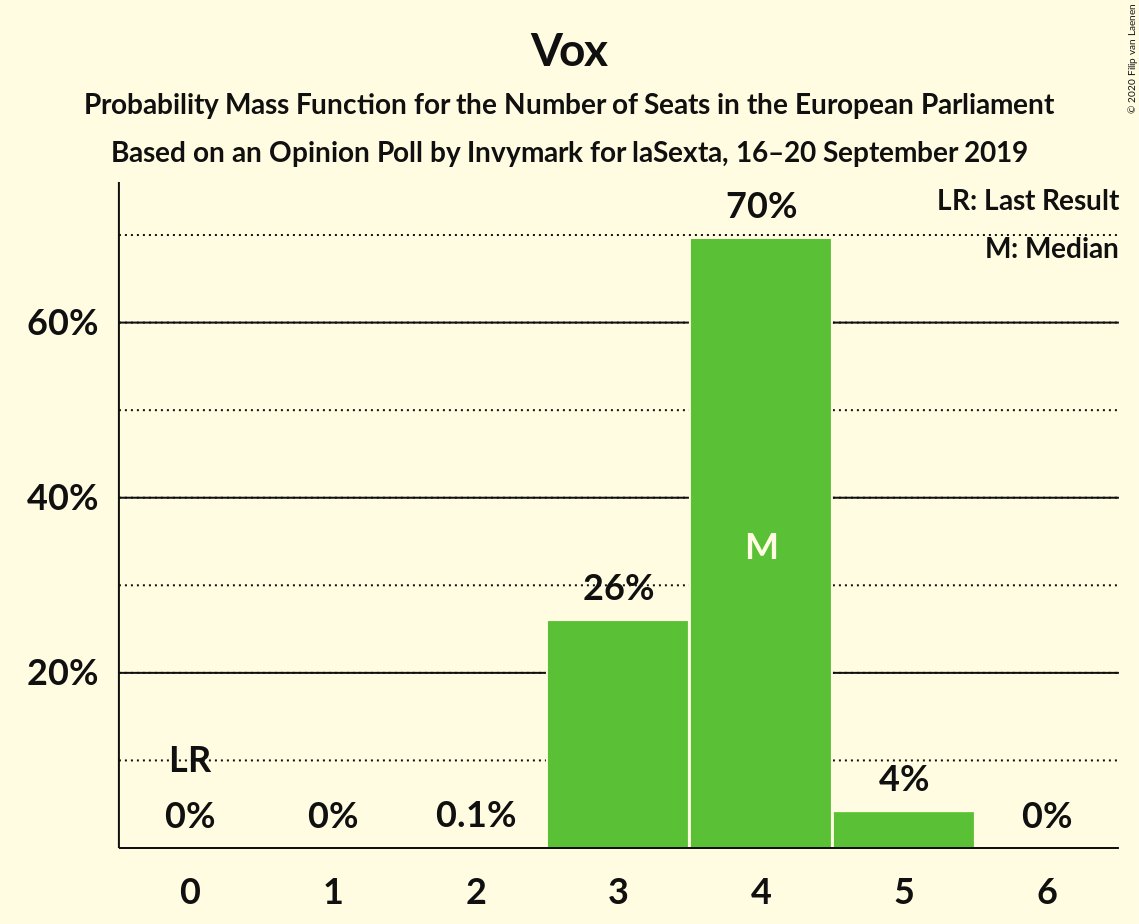 Vox
Probability Mass Function for the Number of Seats in the European Parliament
Based on an Opinion Poll by Invymark for laSexta, 16–20 September 2019
© 2020 Filip van Laenen
LR: Last Result
M: Median
60%
40%
20%
LR
0%
0%
0.1%
26%
70%
M
4%
0%
0 1 2 3 4 5 6